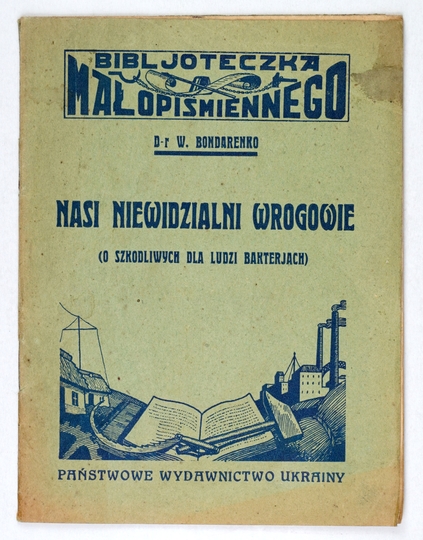 BIBLJOTECZKA
MAŁOPIŚMIENNEGO
D-r W. BONDARENKO
NASI NIEWIDZIALNI WROGOWIE
(O SZKODLIWYCH DLA LUDZI BAKTERJACH)
PAŃSTWOWE WYDAWNICTWO UKRAINY